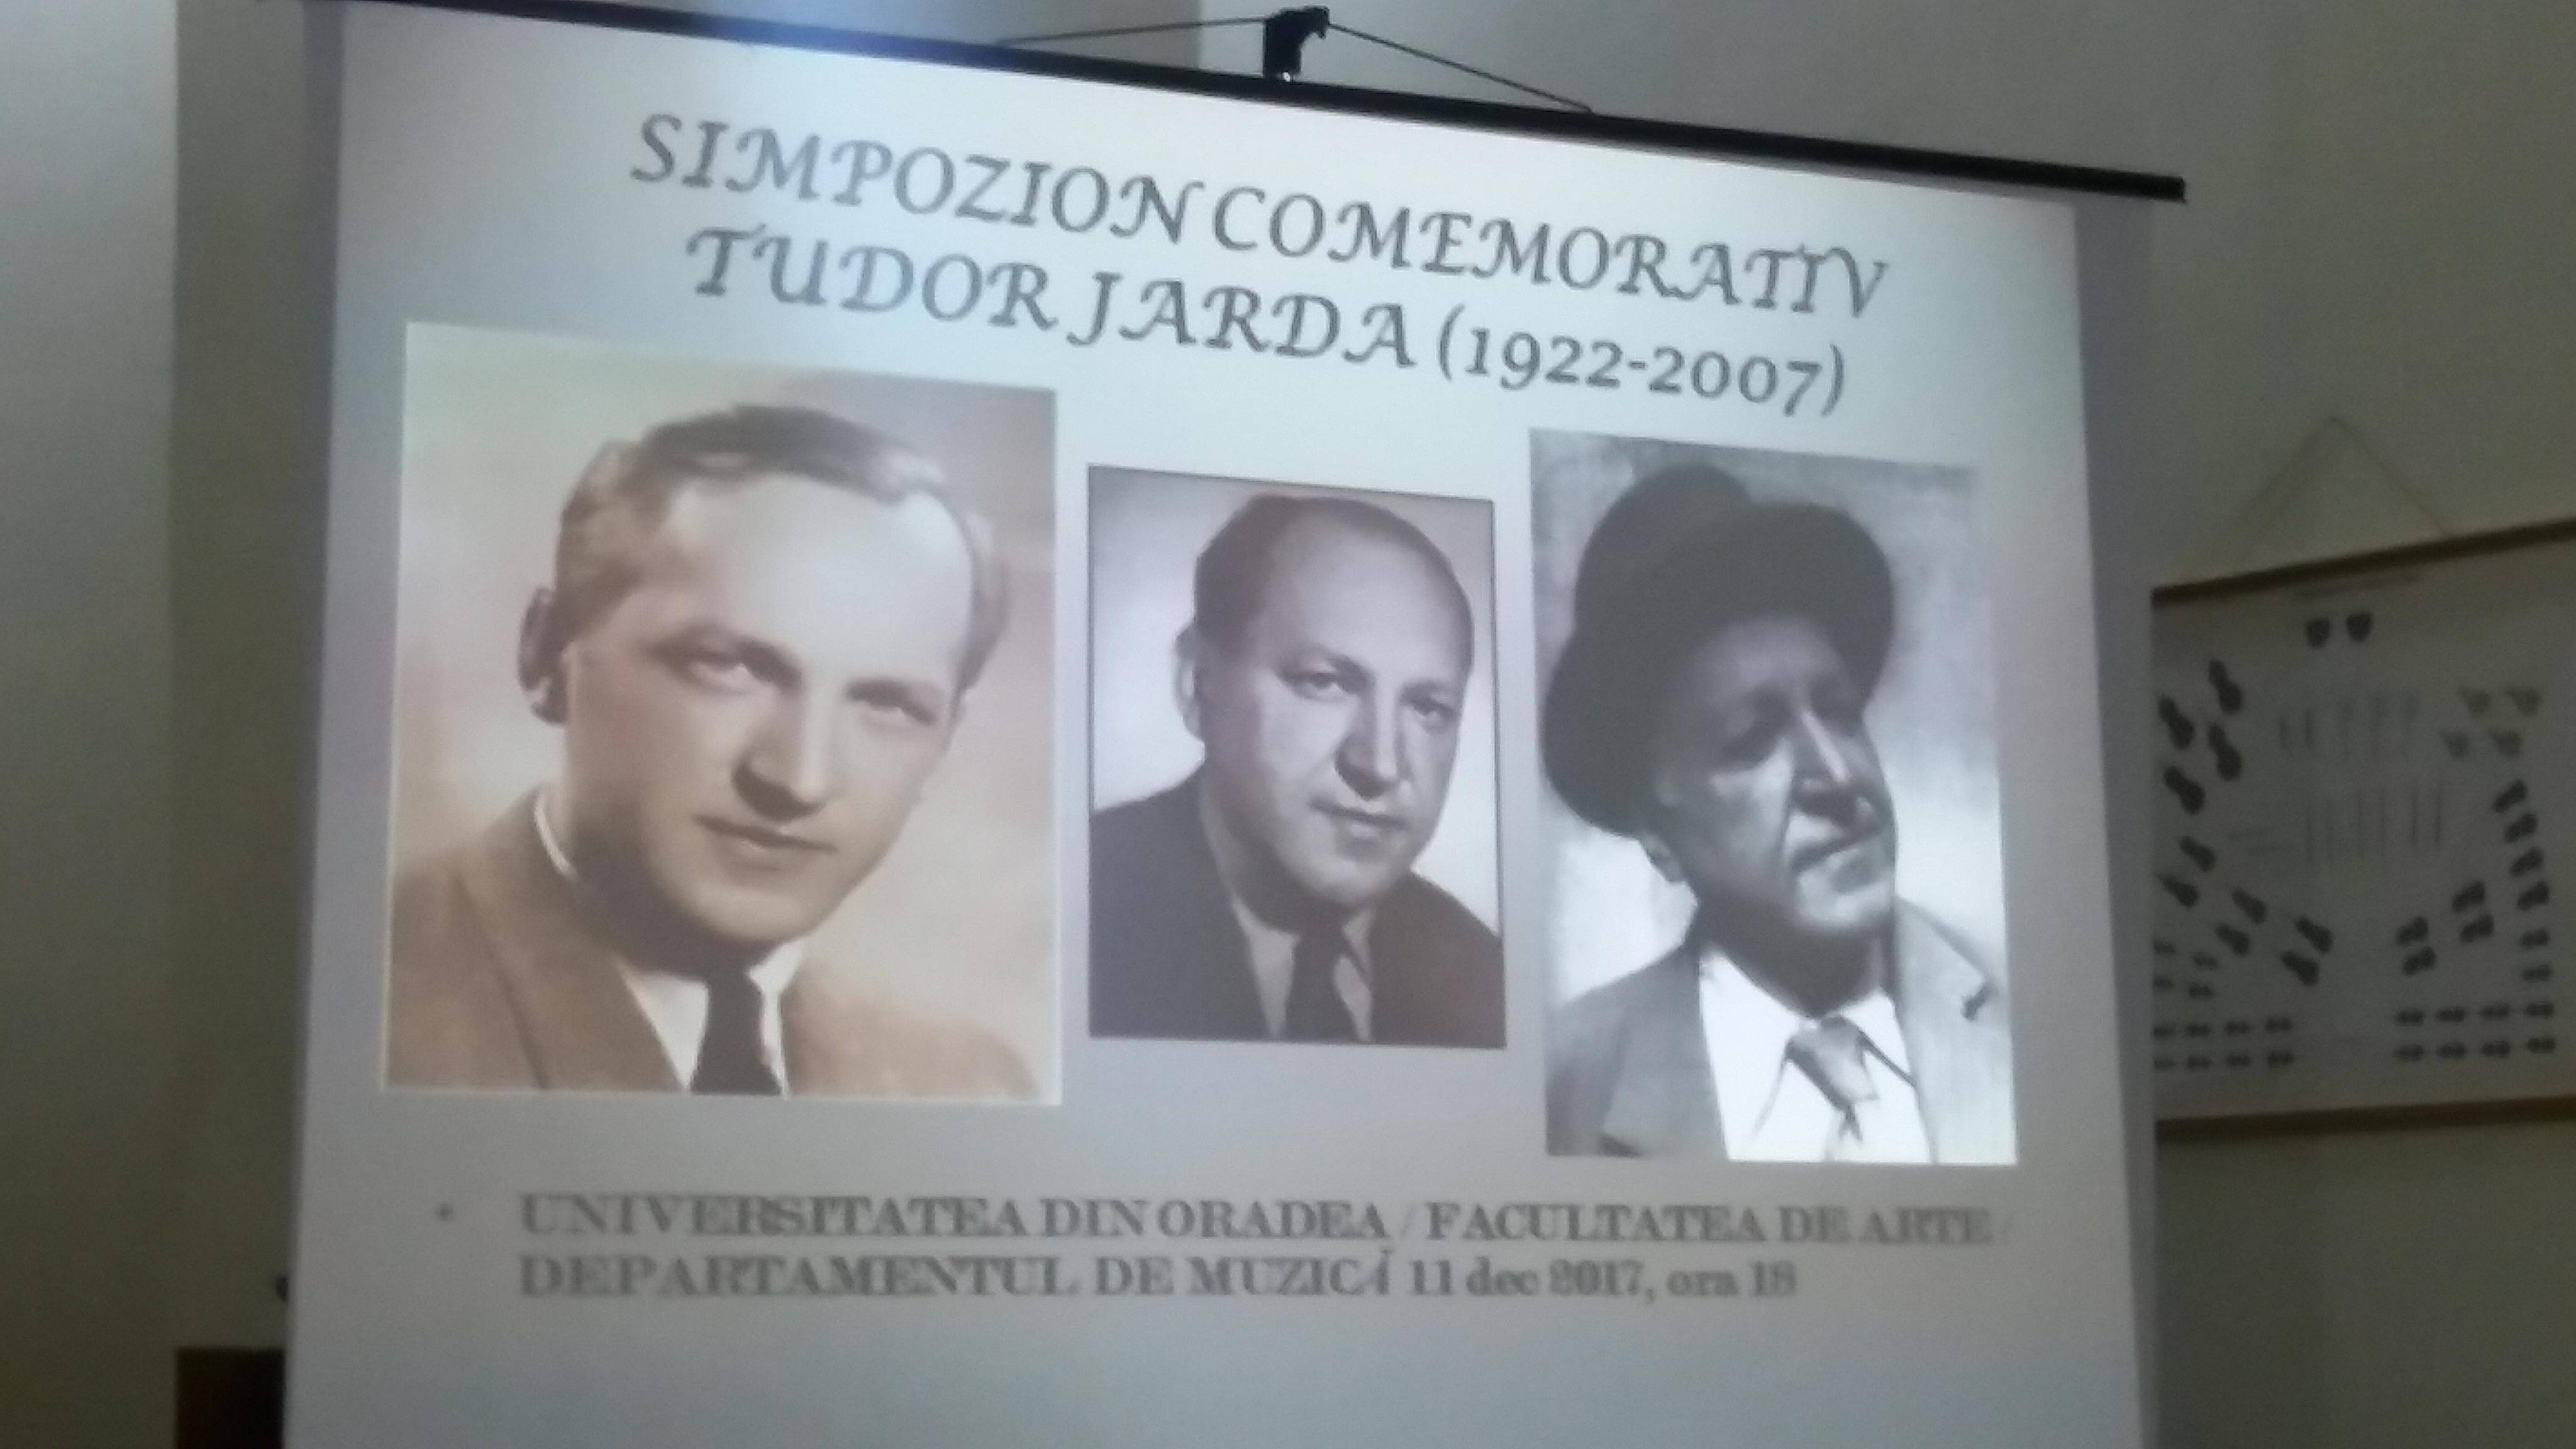 SIMPOZION COMEMORATIV
TUDOR JARDA (1922-2007)
• UNIVERSITATEA DIN ORADEA / FACULTATEA DE ARTE /
DEPARTAMENTUL DE MUZICĂ 11 dec 2017, ora 18